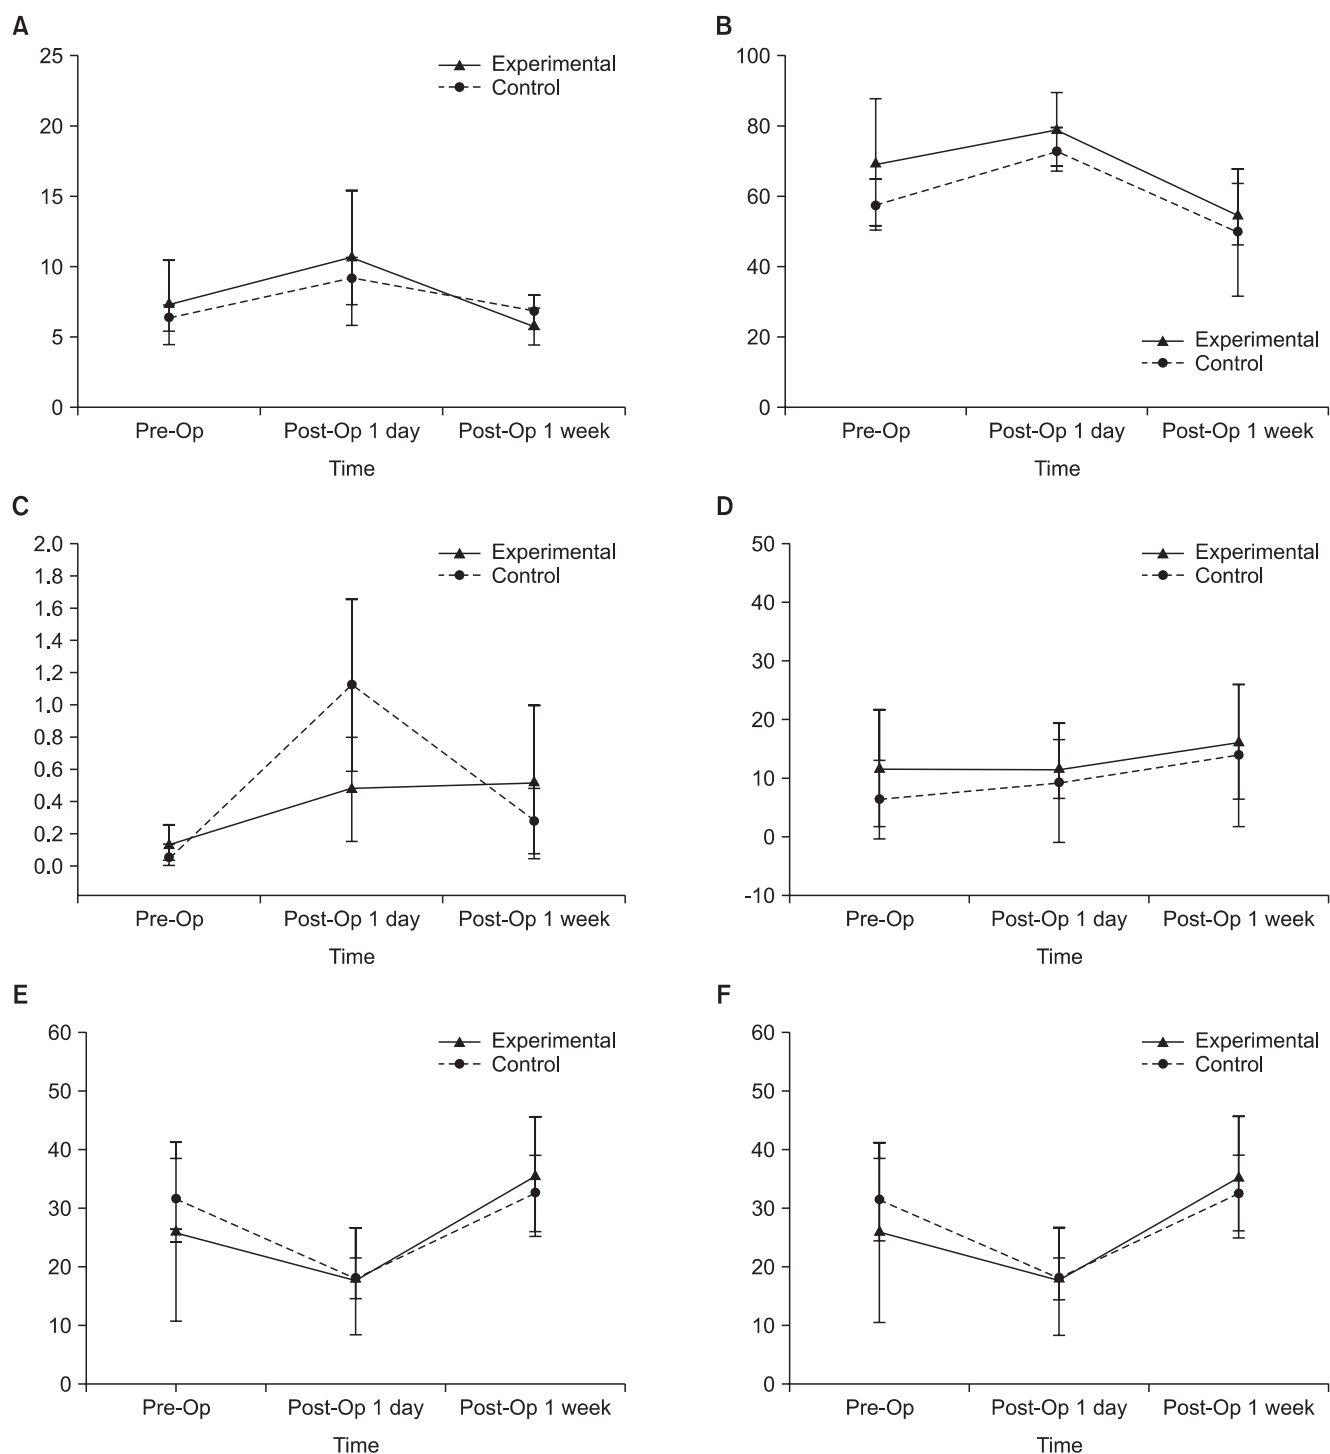 A
25
20
15
10
5
0
Experimental
Control
Pre-Op Post-Op 1 day Post-Op 1 week
Time
B
100
80
60
40
20
0
Experimental
Control
Pre-Op Post-Op 1 day Post-Op 1 week
Time
C
2.0
1.8
1.6
1.4
1.2
1.0
0.8
0.6
0.4
0.2
0.0
Experimental
Control
Pre-Op Post-Op 1 day Post-Op 1 week
Time
D
50
40
30
20
10
0
-10
Experimental
Control
Pre-Op Post-Op 1 day Post-Op 1 week
Time
E
60
50
40
30
20
10
0
Experimental
Control
Pre-Op Post-Op 1 day Post-Op 1 week
Time
F
60
50
40
30
20
10
0
Experimental
Control
Pre-Op Post-Op 1 day Post-Op 1 week
Time